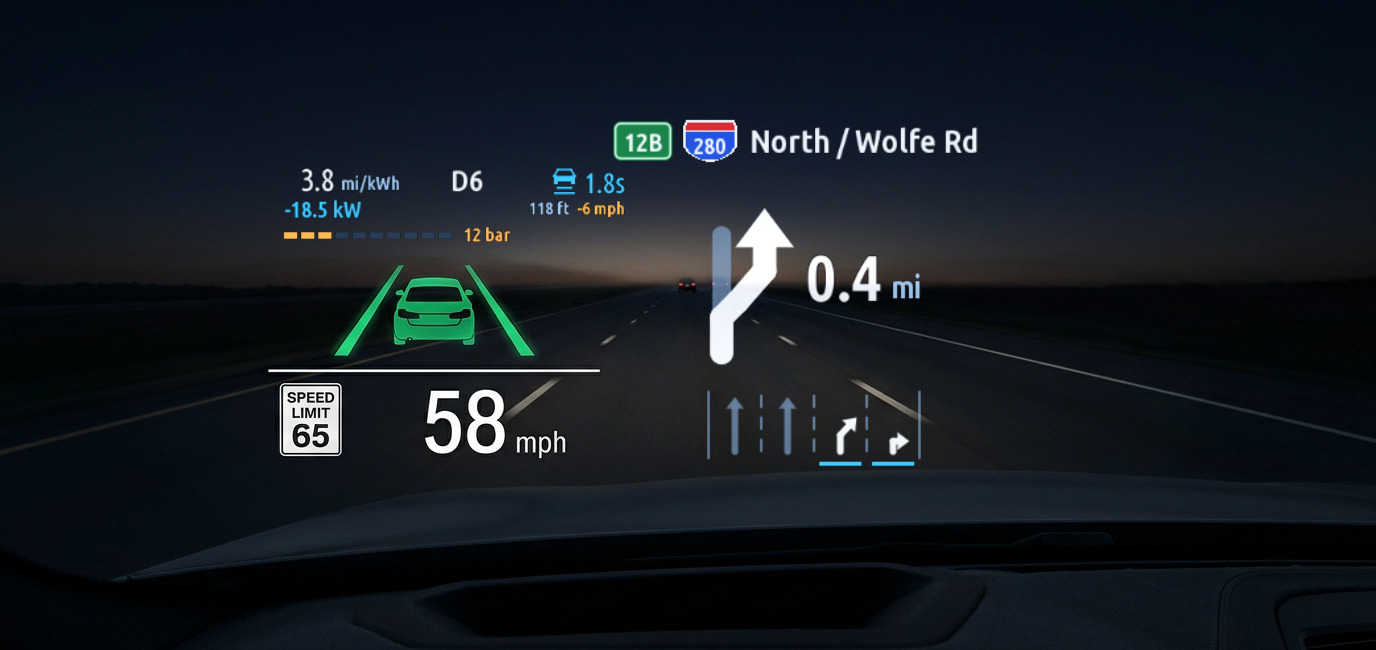 12B 280 North / Wolfe Rd
3.8 mi/kWh D6 1.8s
-18.5 kW 118 ft -6 mph
12 bar
0.4 mi
SPEED
LIMIT
65
58 mph